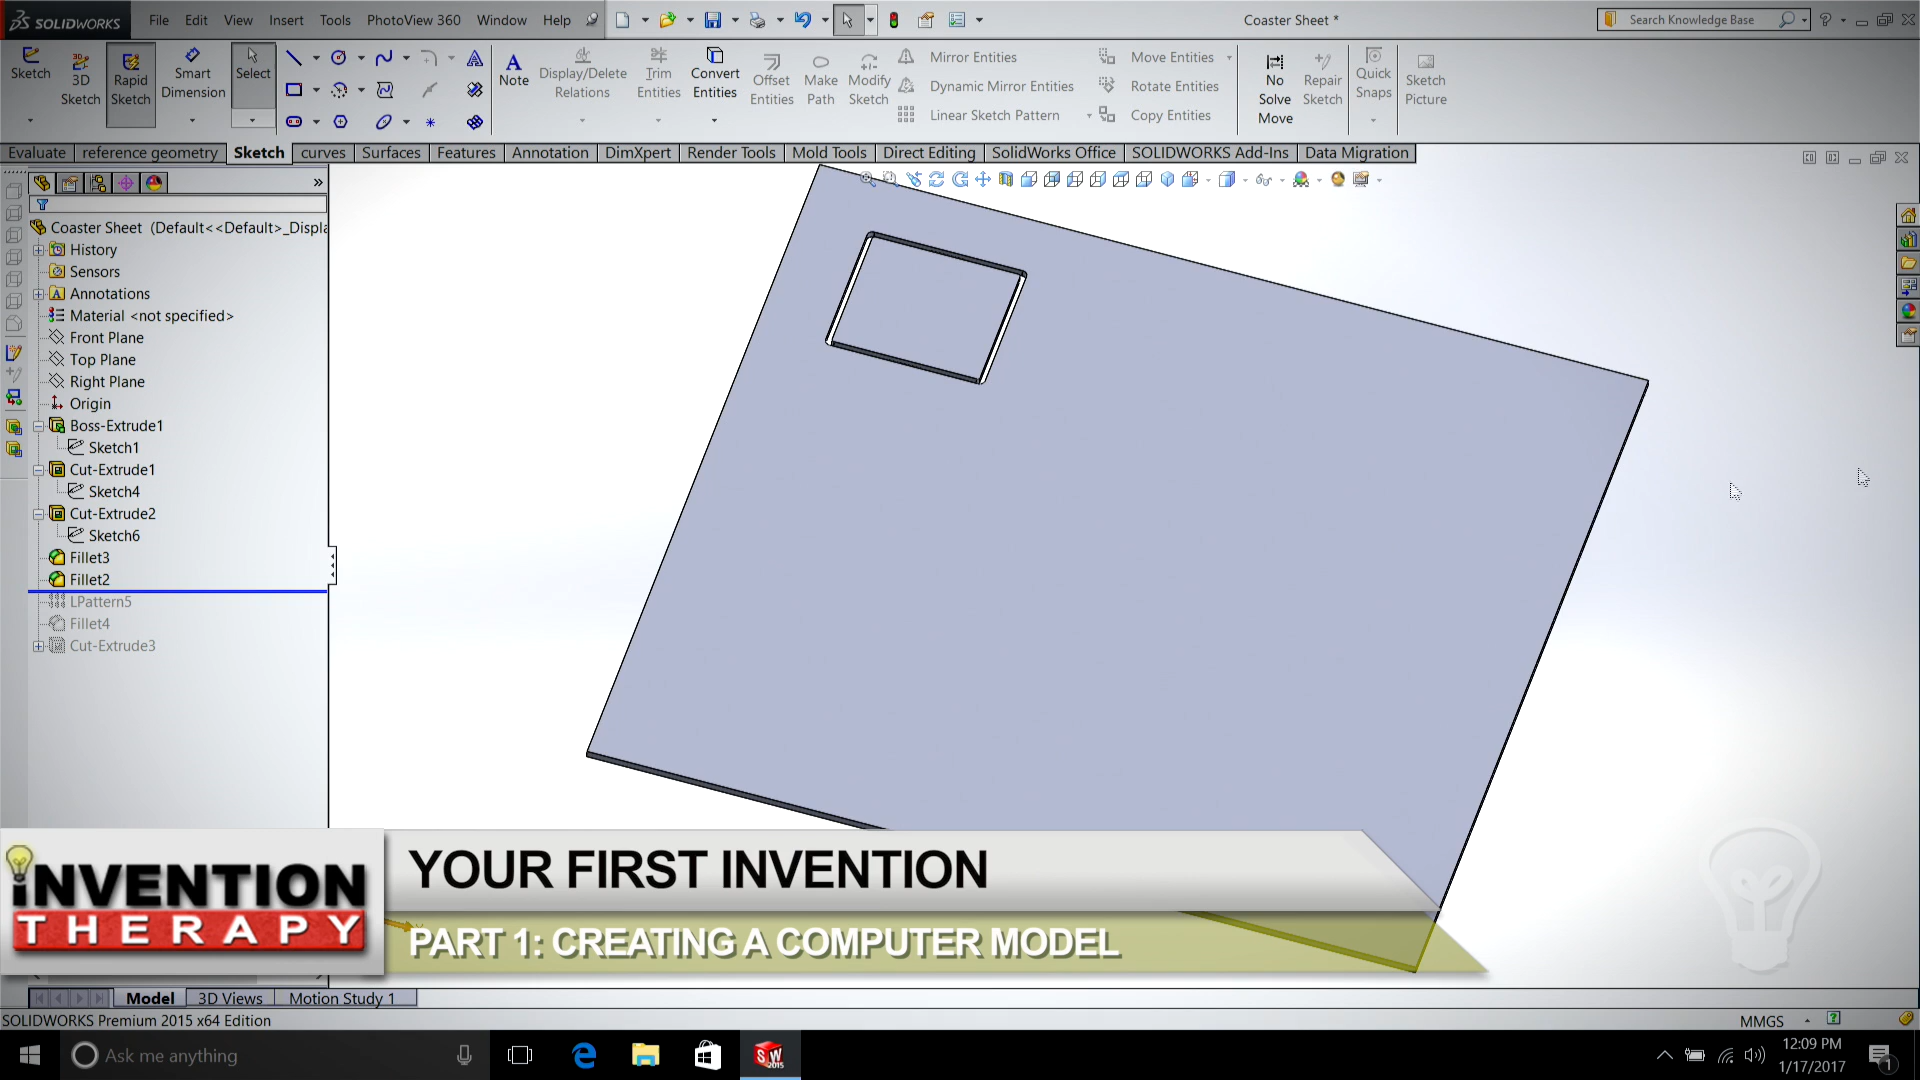 SOLIDWORKS File Edit View Insert Tools PhotoView 360 Window Help Coaster Sheet * Search Knowledge Base ?
Sketch 3D Sketch Rapid Sketch Smart Dimension Select Note Display/Delete Relations Trim Entities Convert Entities Offset Entities Make Path Modify Sketch
Mirror Entities Move Entities
Dynamic Mirror Entities Rotate Entities
Linear Sketch Pattern Copy Entities
No Solve Move Repair Sketch Quick Snaps Sketch Picture
Evaluate reference geometry Sketch curves Surfaces Features Annotation DimXpert Render Tools Mold Tools Direct Editing SolidWorks Office SOLIDWORKS Add-Ins Data Migration
Coaster Sheet (Default<<Default>_Displa
History
Sensors
Annotations
Material <not specified>
Front Plane
Top Plane
Right Plane
Origin
Boss-Extrude1
Sketch1
Cut-Extrude1
Sketch4
Cut-Extrude2
Sketch6
Fillet3
Fillet2
LPattern5
Fillet4
Cut-Extrude3
iNVENTION
THERAPY
YOUR FIRST INVENTION
PART 1: CREATING A COMPUTER MODEL
Model 3D Views Motion Study 1
SOLIDWORKS Premium 2015 x64 Edition MMGS
Ask me anything
SW 2015
12:09 PM
1/17/2017
1